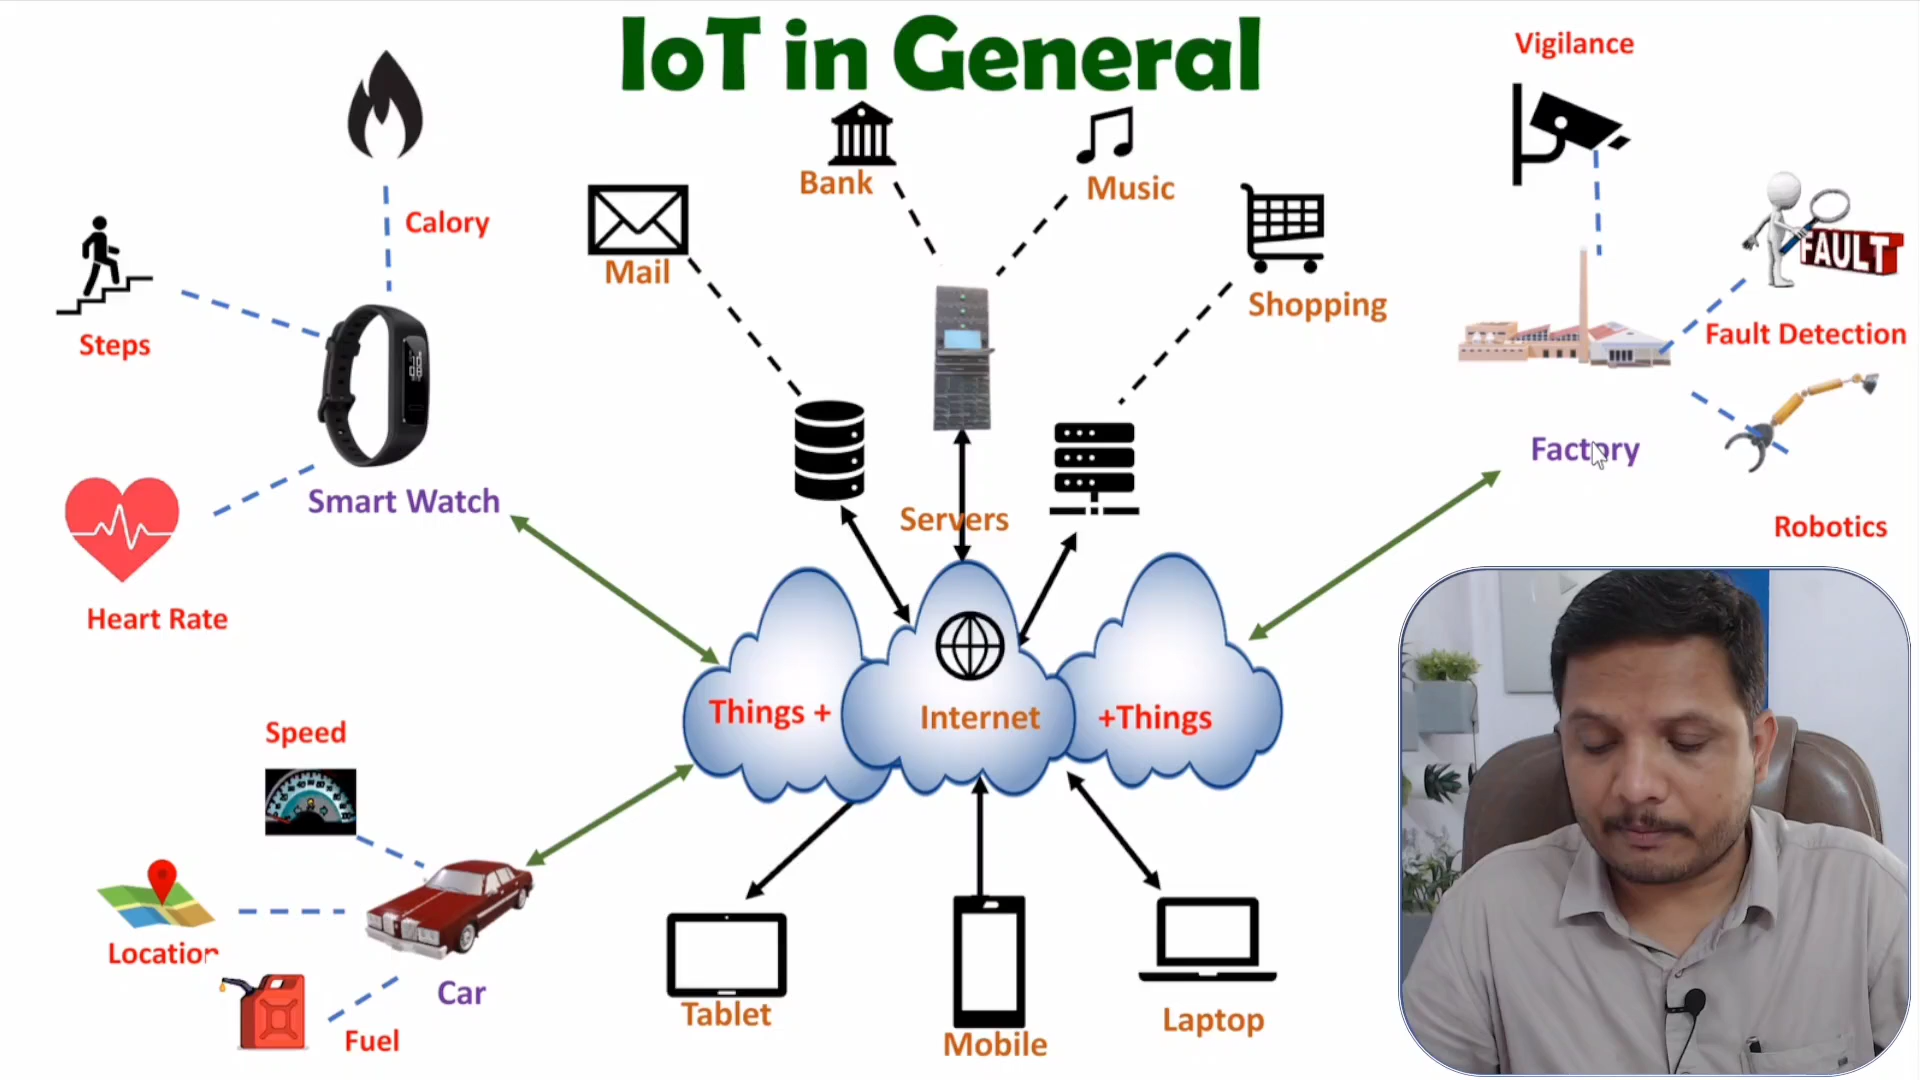 IoT in General
Vigilance
Bank
Music
Calory
Mail
Shopping
Steps
FAULT
Fault Detection
Smart Watch
Servers
Factory
Robotics
Heart Rate
Things +
Internet
+Things
Speed
Location
Car
Fuel
Tablet
Mobile
Laptop